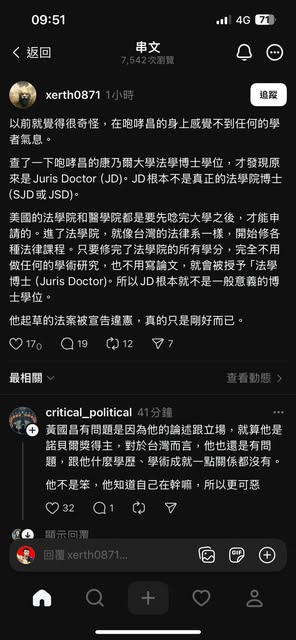 09:51
4G 71
返回
串文
7,542次瀏覽
xerth0871 1小時
追蹤
以前就覺得很奇怪，在咆哮昌的身上感覺不到任何的學
者氣息。
查了一下咆哮昌的康乃爾大學法學博士學位，才發現原
來是 Juris Doctor (JD)。JD 根本不是真正的法學院博士
(SJD或JSD)。
美國的法學院和醫學院都是要先唸完大學之後，才能申
請的。進了法學院，就像台灣的法律系一樣，開始修各
種法律課程。只要修完了法學院的所有學分，完全不用
做任何的學術研究，也不用寫論文，就會被授予「法學
博士 (Juris Doctor)。所以 JD 根本就不是一般意義的博
士學位。
他起草的法案被宣告違憲，真的只是剛好而已。
170 19 12 7
最相關
查看動態
critical_political 41分鐘
黃國昌有問題是因為他的論述跟立場，就算他是
諾貝爾獎得主，對於台灣而言，他也還是有問
題，跟他什麼學歷、學術成就一點關係都沒有。
他不是笨，他知道自己在幹嘛，所以更可惡
32 1
顯示回覆
回覆 xerth0871...
GIF